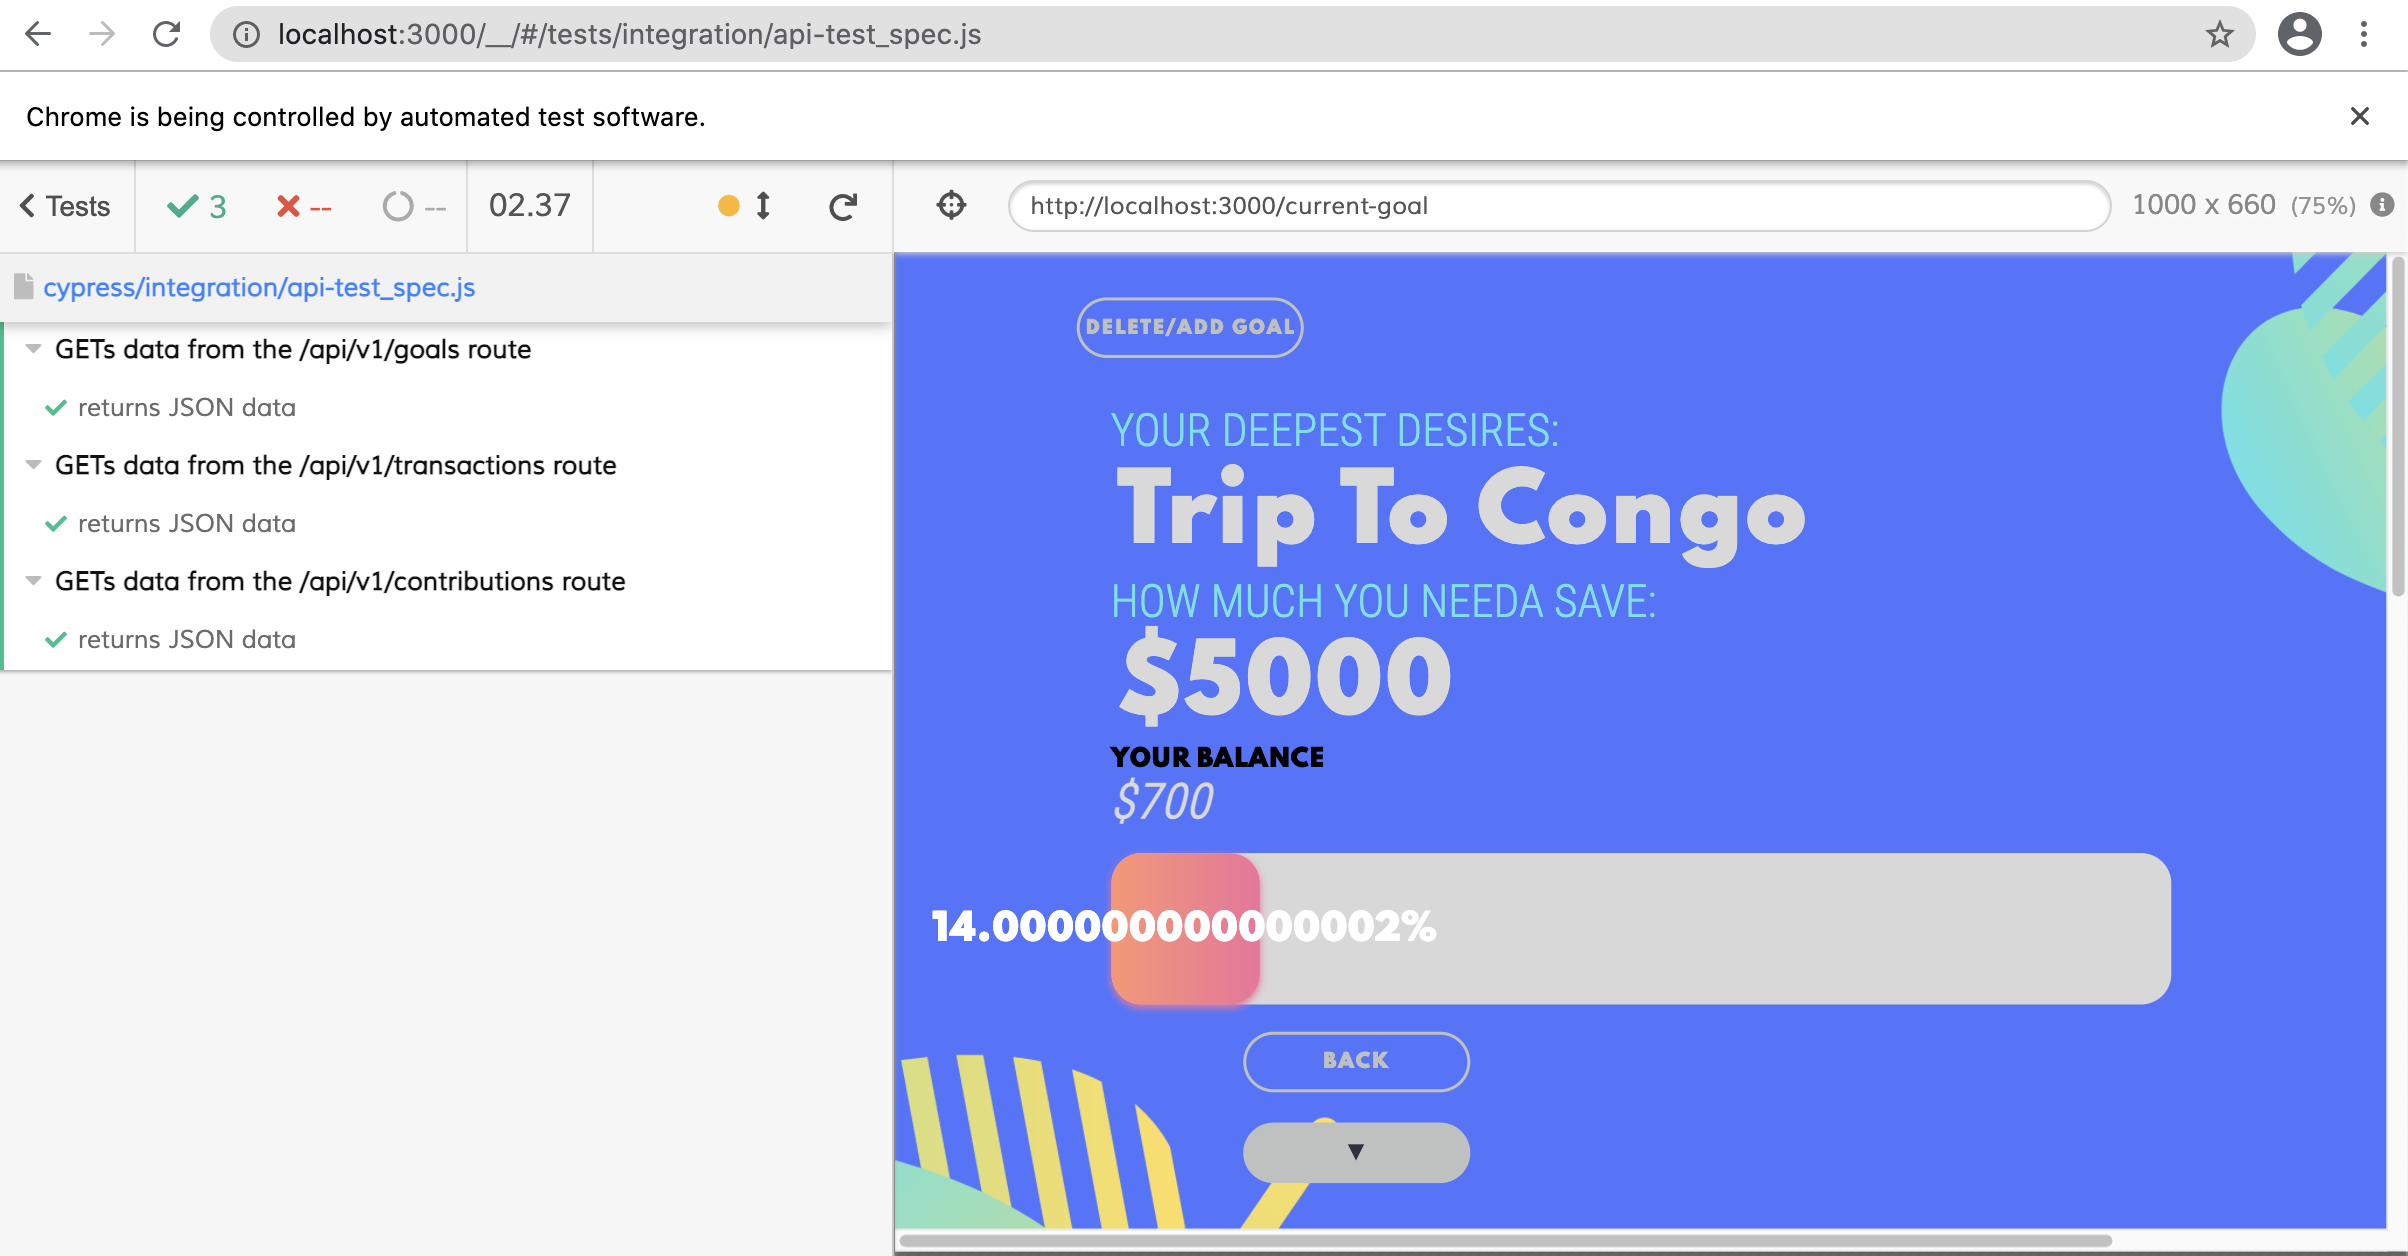 localhost:3000/__/#/tests/integration/api-test_spec.js
Chrome is being controlled by automated test software.
Tests
3
--
--
02.37
http://localhost:3000/current-goal
1000 x 660 (75%)
cypress/integration/api-test_spec.js
GETs data from the /api/v1/goals route
returns JSON data
GETs data from the /api/v1/transactions route
returns JSON data
GETs data from the /api/v1/contributions route
returns JSON data
DELETE/ADD GOAL
YOUR DEEPEST DESIRES:
Trip To Congo
HOW MUCH YOU NEEDA SAVE:
$5000
YOUR BALANCE
$700
14.000000000000002%
BACK
▼